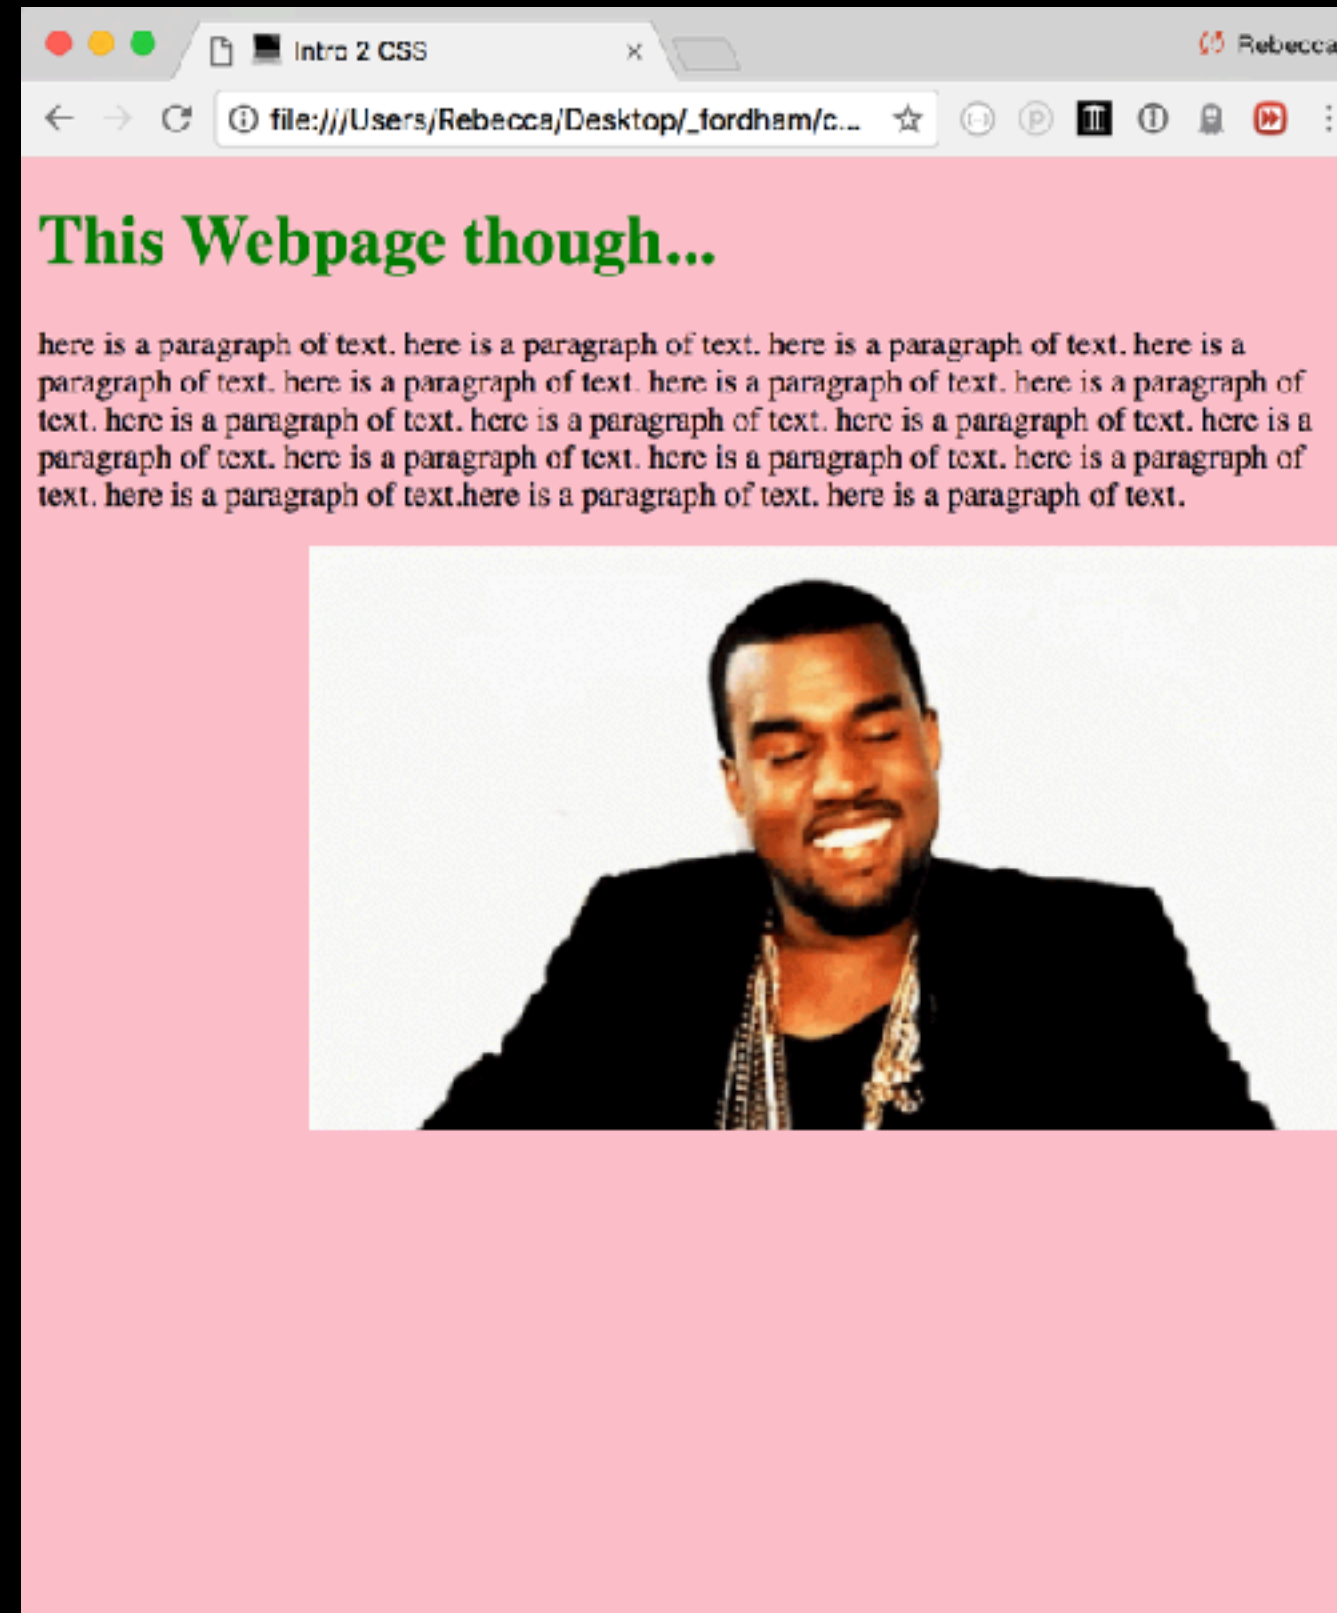 Intro 2 CSS
Rebecca
file:///Users/Rebecca/Desktop/_fordham/c...
This Webpage though...
here is a paragraph of text. here is a paragraph of text. here is a paragraph of text. here is a
paragraph of text. here is a paragraph of text. here is a paragraph of text. here is a paragraph of
text. here is a paragraph of text. here is a paragraph of text. here is a paragraph of text. here is a
paragraph of text. here is a paragraph of text. here is a paragraph of text. here is a paragraph of
text. here is a paragraph of text.here is a paragraph of text. here is a paragraph of text.